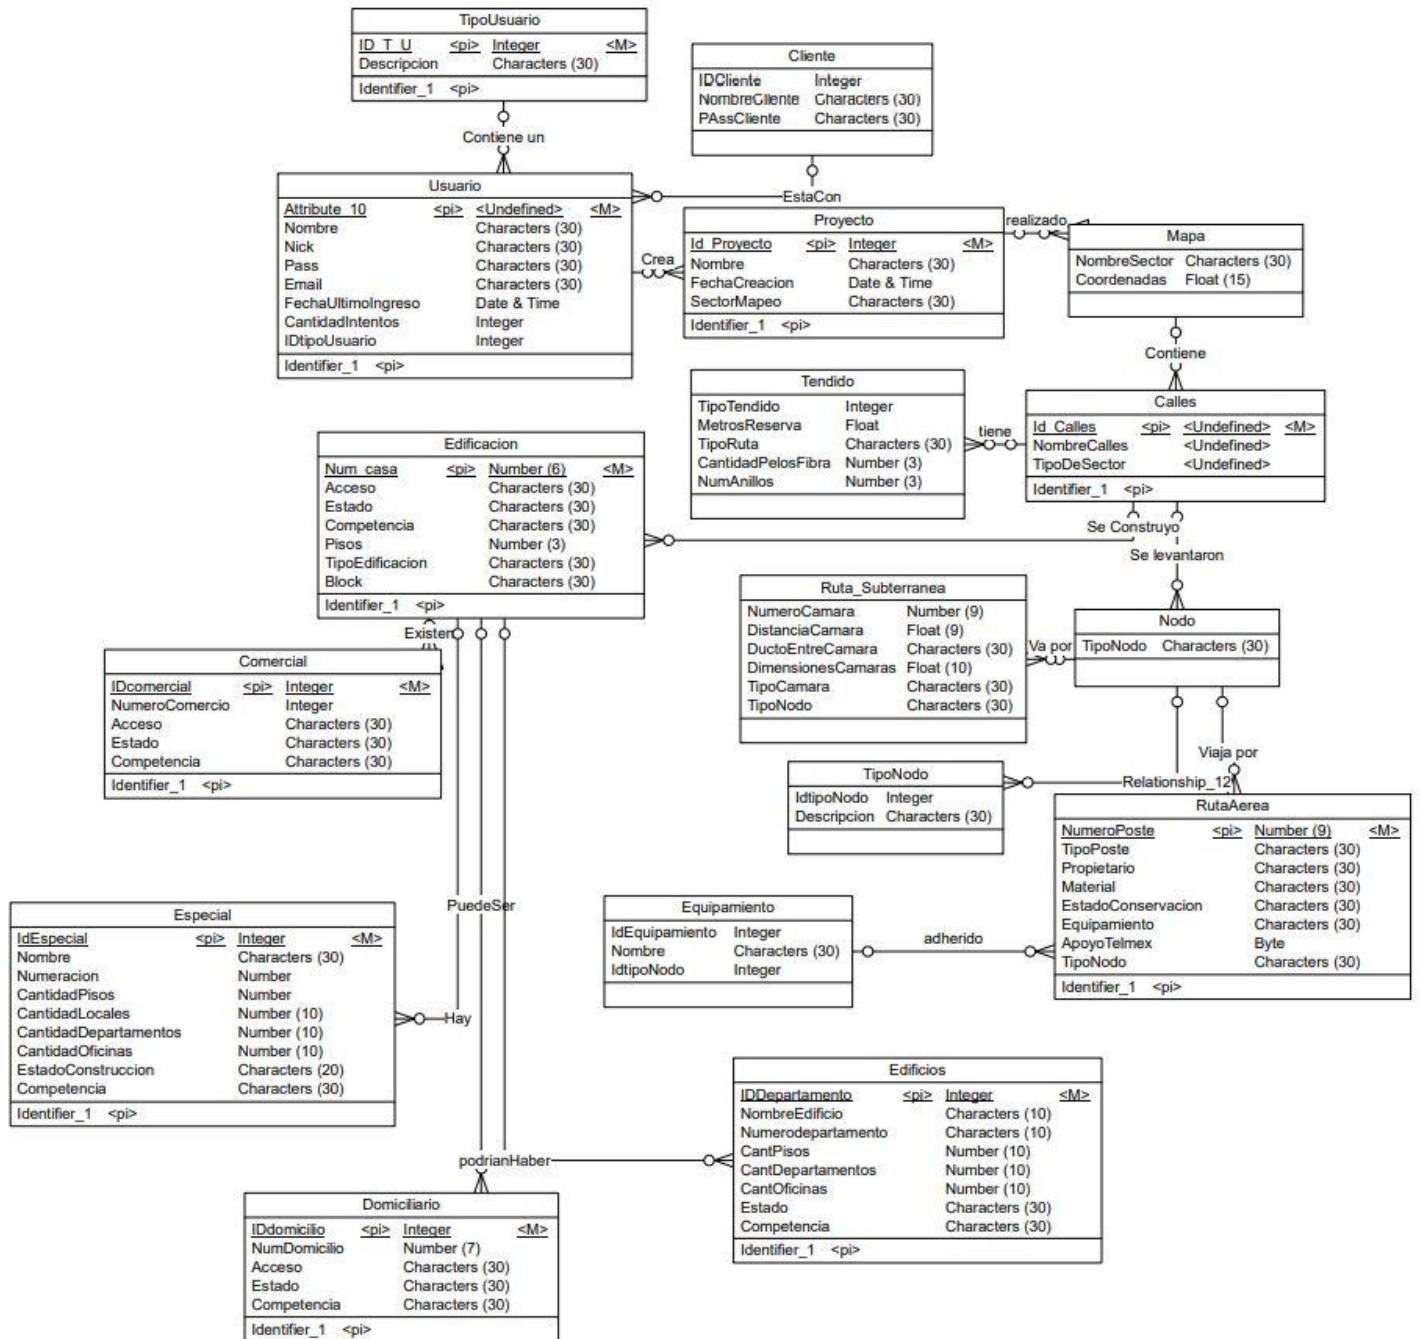 TipoUsuario
ID_T_U <pi> Integer <M>
Descripcion Characters (30)
Identifier_1 <pi>
Contiene un
Cliente
IDCliente Integer
NombreCliente Characters (30)
PAssCliente Characters (30)
EstaCon
Usuario
Attribute_10 <pi> <Undefined> <M>
Nombre Characters (30)
Nick Characters (30)
Pass Characters (30)
Email Characters (30)
FechaUltimoIngreso Date & Time
CantidadIntentos Integer
IDtipoUsuario Integer
Identifier_1 <pi>
Crea
Proyecto
Id_Proyecto <pi> Integer <M>
Nombre Characters (30)
FechaCreacion Date & Time
SectorMapeo Characters (30)
Identifier_1 <pi>
realizado
Mapa
NombreSector Characters (30)
Coordenadas Float (15)
Contiene
Tendido
TipoTendido Integer
MetrosReserva Float
TipoRuta Characters (30)
CantidadPelosFibra Number (3)
NumAnillos Number (3)
tiene
Calles
Id_Calles <pi> <Undefined> <M>
NombreCalles <Undefined>
TipoDeSector <Undefined>
Identifier_1 <pi>
Se Construyo
Se levantaron
Edificacion
Num_casa <pi> Number (6) <M>
Acceso Characters (30)
Estado Characters (30)
Competencia Characters (30)
Pisos Number (3)
TipoEdificacion Characters (30)
Block Characters (30)
Identifier_1 <pi>
Existen
Ruta_Subterranea
NumeroCamara Number (9)
DistanciaCamara Float (9)
DuctoEntreCamara Characters (30)
DimensionesCamaras Float (10)
TipoCamara Characters (30)
TipoNodo Characters (30)
Va por
Nodo
TipoNodo Characters (30)
Comercial
IDcomercial <pi> Integer <M>
NumeroComercio Integer
Acceso Characters (30)
Estado Characters (30)
Competencia Characters (30)
Identifier_1 <pi>
Viaja por
TipoNodo
IdtipoNodo Integer
Descripcion Characters (30)
Relationship_12
RutaAerea
NumeroPoste <pi> Number (9) <M>
TipoPoste Characters (30)
Propietario Characters (30)
Material Characters (30)
EstadoConservacion Characters (30)
Equipamiento Characters (30)
ApoyoTelmex Byte
TipoNodo Characters (30)
Identifier_1 <pi>
PuedeSer
Equipamiento
IdEquipamiento Integer
Nombre Characters (30)
IdtipoNodo Integer
adherido
Especial
IdEspecial <pi> Integer <M>
Nombre Characters (30)
Numeracion Number
CantidadPisos Number
CantidadLocales Number (10)
CantidadDepartamentos Number (10)
CantidadOficinas Number (10)
EstadoConstruccion Characters (20)
Competencia Characters (30)
Identifier_1 <pi>
Hay
Edificios
IDDepartamento <pi> Integer <M>
NombreEdificio Characters (10)
Numerodepartamento Characters (10)
CantPisos Number (10)
CantDepartamentos Number (10)
CantOficinas Number (10)
Estado Characters (30)
Competencia Characters (30)
Identifier_1 <pi>
podrianHaber
Domiciliario
IDdomicilio <pi> Integer <M>
NumDomicilio Number (7)
Acceso Characters (30)
Estado Characters (30)
Competencia Characters (30)
Identifier_1 <pi>